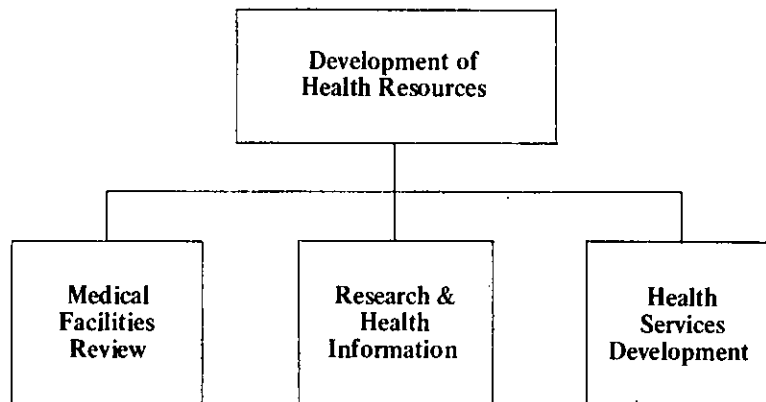 Development of
Health Resources
Medical
Facilities
Review
Research &
Health
Information
Health
Services
Development